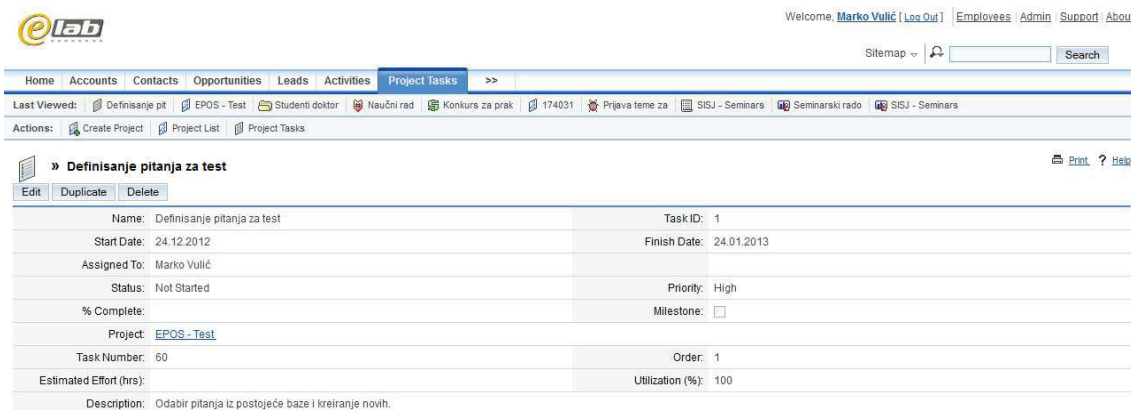 elab
Welcome, Marko Vulić [ Log Out ] Employees Admin Support Abou
Sitemap Search
Home Accounts Contacts Opportunities Leads Activities Project Tasks >>
Last Viewed: Definisanje pit EPOS - Test Studenti doktor Naučni rad Konkurs za prak 174031 Prijava teme za SISJ - Seminars Seminarski rado SISJ - Seminars
Actions: Create Project Project List Project Tasks
» Definisanje pitanja za test Print ? Help
Edit Duplicate Delete
Name: Definisanje pitanja za test Task ID: 1
Start Date: 24.12.2012 Finish Date: 24.01.2013
Assigned To: Marko Vulić
Status: Not Started Priority: High
% Complete: Milestone:
Project: EPOS - Test
Task Number: 60 Order: 1
Estimated Effort (hrs): Utilization (%): 100
Description: Odabir pitanja iz postojeće baze i kreiranje novih.